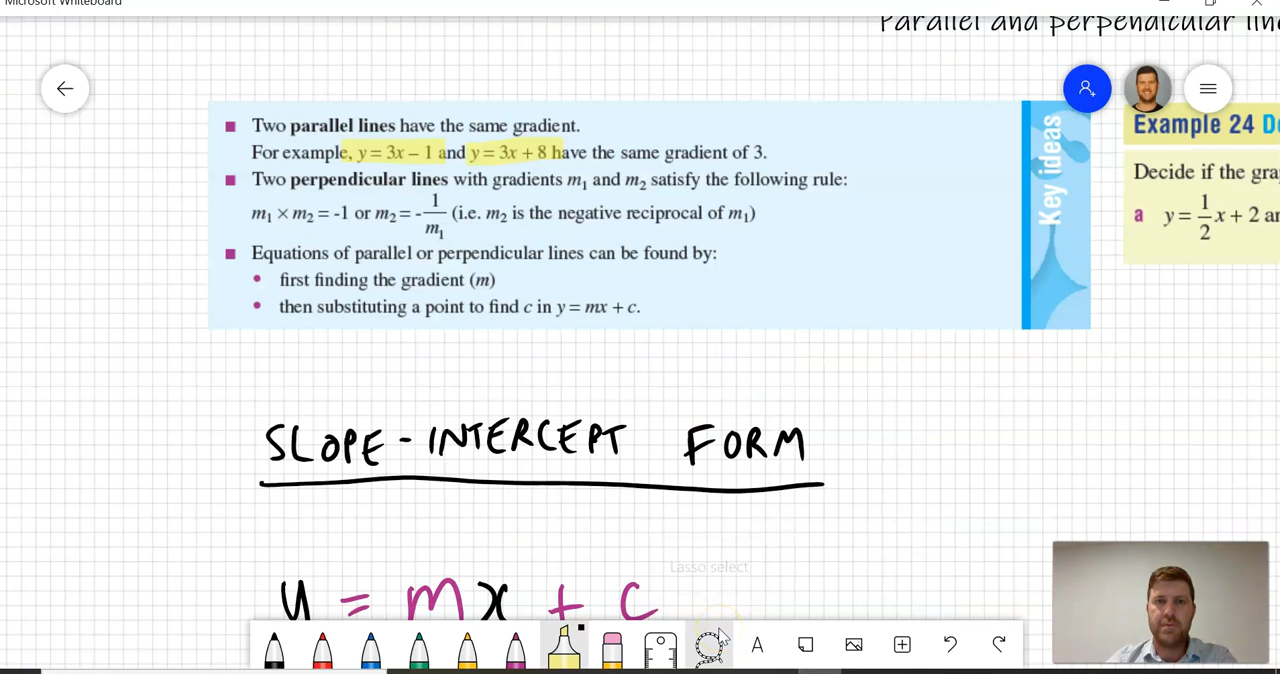 Microsoft Whiteboard
Parallel and perpendicular line
Two parallel lines have the same gradient.
For example, y = 3x – 1 and y = 3x + 8 have the same gradient of 3.
Two perpendicular lines with gradients m₁ and m₂ satisfy the following rule:
m₁ × m₂ = -1 or m₂ = -1/m₁ (i.e. m₂ is the negative reciprocal of m₁)
Equations of parallel or perpendicular lines can be found by:
first finding the gradient (m)
then substituting a point to find c in y = mx + c.
Key ideas
Example 24 D
Decide if the gra
a y = 1/2 x + 2 an
SLOPE - INTERCEPT FORM
y = mx + c
Lasso select
A